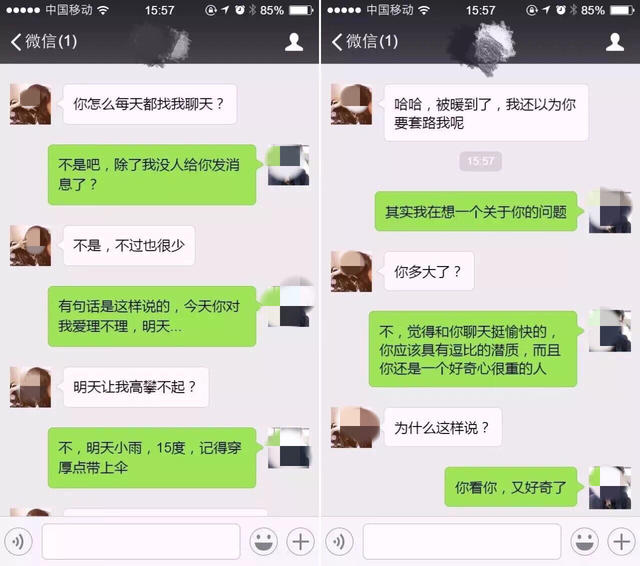 中国移动 15:57 85%
微信(1)
你怎么每天都找我聊天？
不是吧，除了我没人给你发消
息了？
不是，不过也很少
有句话是这样说的，今天你对
我爱理不理，明天...
明天让我高攀不起？
不，明天小雨，15度，记得穿
厚点带上伞
中国移动 15:57 85%
微信(1)
哈哈，被暖到了，我还以为你
要套路我呢
15:57
其实我在想一个关于你的问题
你多大了？
不，觉得和你聊天挺愉快的，
你应该具有逗比的潜质，而且
你还是一个好奇心很重的人
为什么这样说？
你看你，又好奇了